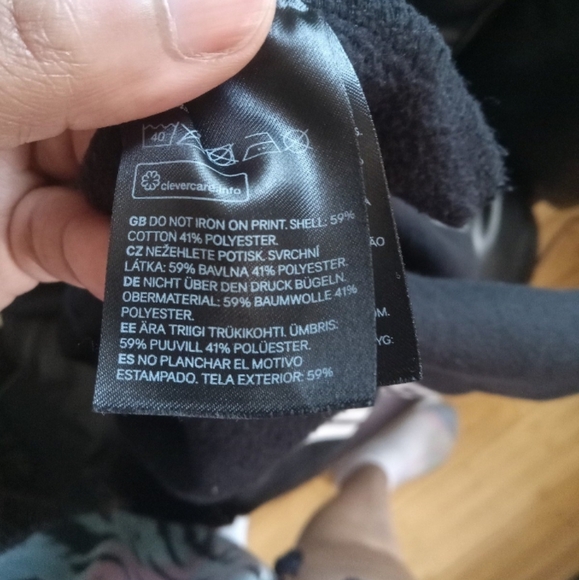 40
clevercare.info
GB DO NOT IRON ON PRINT. SHELL: 59%
COTTON 41% POLYESTER.
CZ NEŽEHLETE POTISK. SVRCHNÍ
LÁTKA: 59% BAVLNA 41% POLYESTER.
DE NICHT ÜBER DEN DRUCK BÜGELN.
OBERMATERIAL: 59% BAUMWOLLE 41%
POLYESTER.
EE ÄRA TRIIGI TRÜKIKOHTI. ÜMBRIS:
59% PUUVILL 41% POLÜESTER.
ES NO PLANCHAR EL MOTIVO
ESTAMPADO. TELA EXTERIOR: 59%